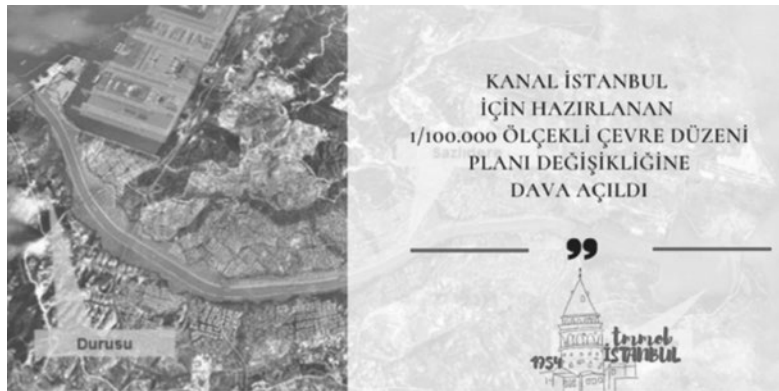 KANAL İSTANBUL
İÇİN HAZIRLANAN
1/100.000 ÖLÇEKLİ ÇEVRE DÜZENİ
PLANI DEĞİŞİKLİĞİNE
DAVA AÇILDI
❞
Durusu
1954
tmmob
İSTANBUL